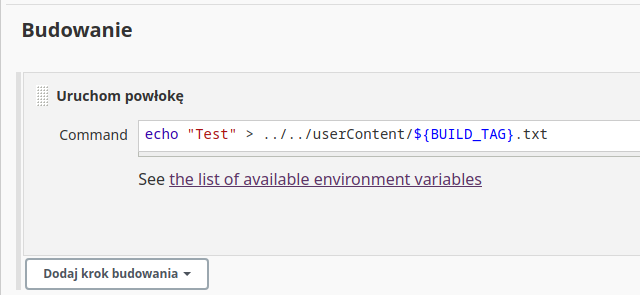 Budowanie
Uruchom powłokę
Command echo "Test" > ../../userContent/${BUILD_TAG}.txt
See the list of available environment variables
Dodaj krok budowania